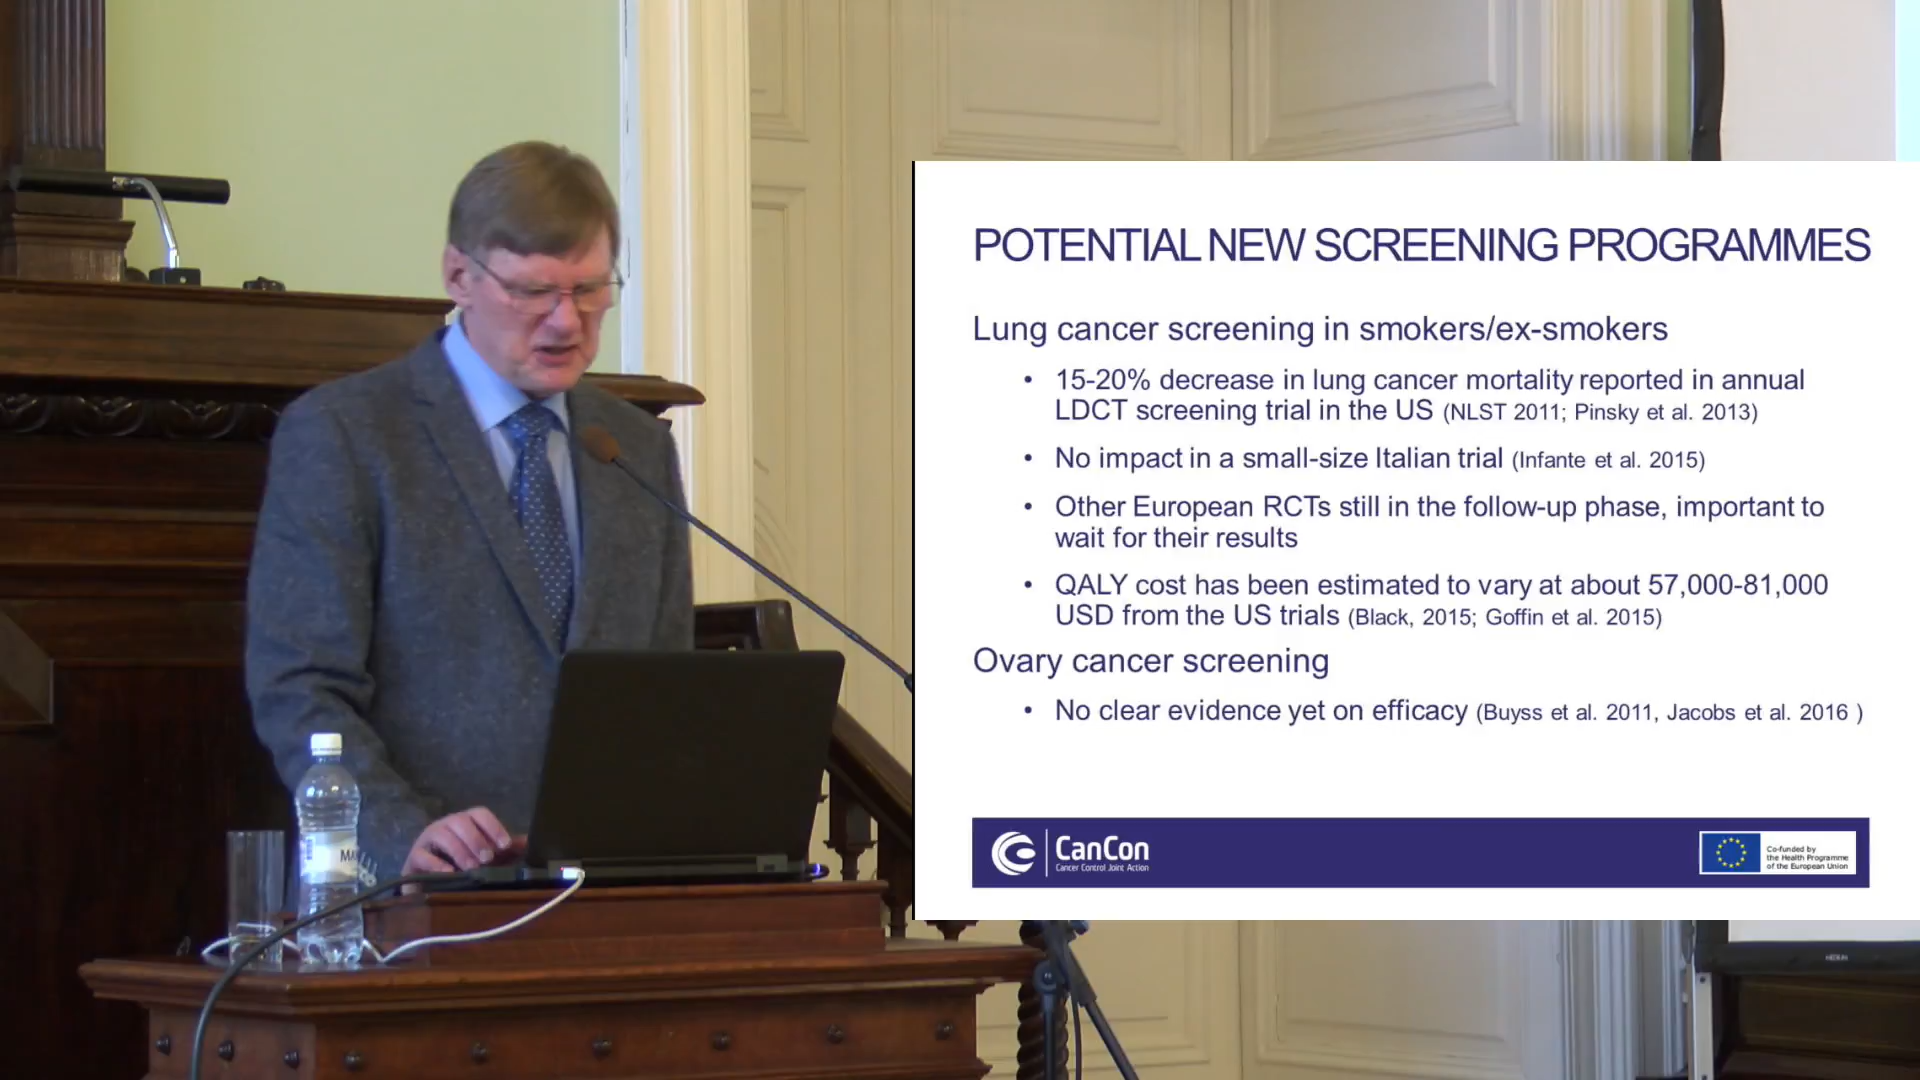 POTENTIAL NEW SCREENING PROGRAMMES
Lung cancer screening in smokers/ex-smokers
• 15-20% decrease in lung cancer mortality reported in annual
LDCT screening trial in the US (NLST 2011; Pinsky et al. 2013)
• No impact in a small-size Italian trial (Infante et al. 2015)
• Other European RCTs still in the follow-up phase, important to
wait for their results
• QALY cost has been estimated to vary at about 57,000-81,000
USD from the US trials (Black, 2015; Goffin et al. 2015)
Ovary cancer screening
• No clear evidence yet on efficacy (Buyss et al. 2011, Jacobs et al. 2016 )
CanCon
Cancer Control Joint Action
Co-funded by
the Health Programme
of the European Union